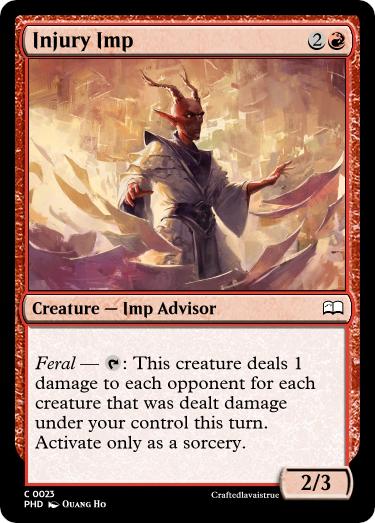 Injury Imp 2
Creature — Imp Advisor
Feral — : This creature deals 1
damage to each opponent for each
creature that was dealt damage
under your control this turn.
Activate only as a sorcery.
2/3
C 0023
PHD Quang Ho
Craftedlavaistrue